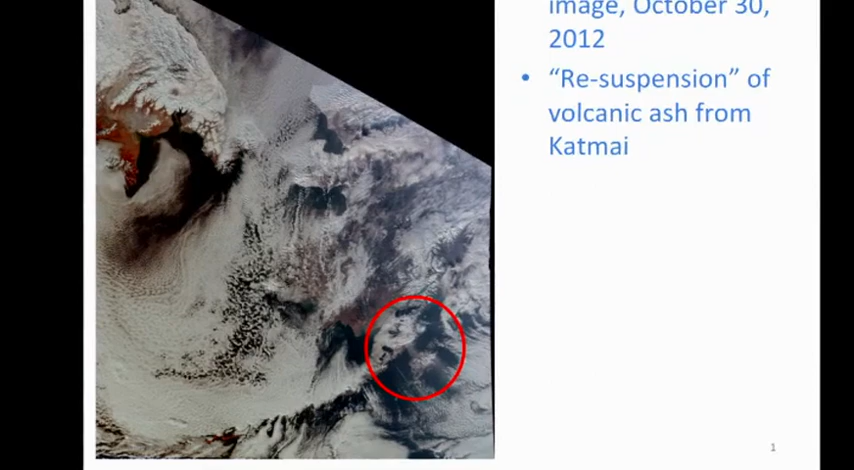 image, October 30,
2012
• “Re-suspension” of
volcanic ash from
Katmai
1